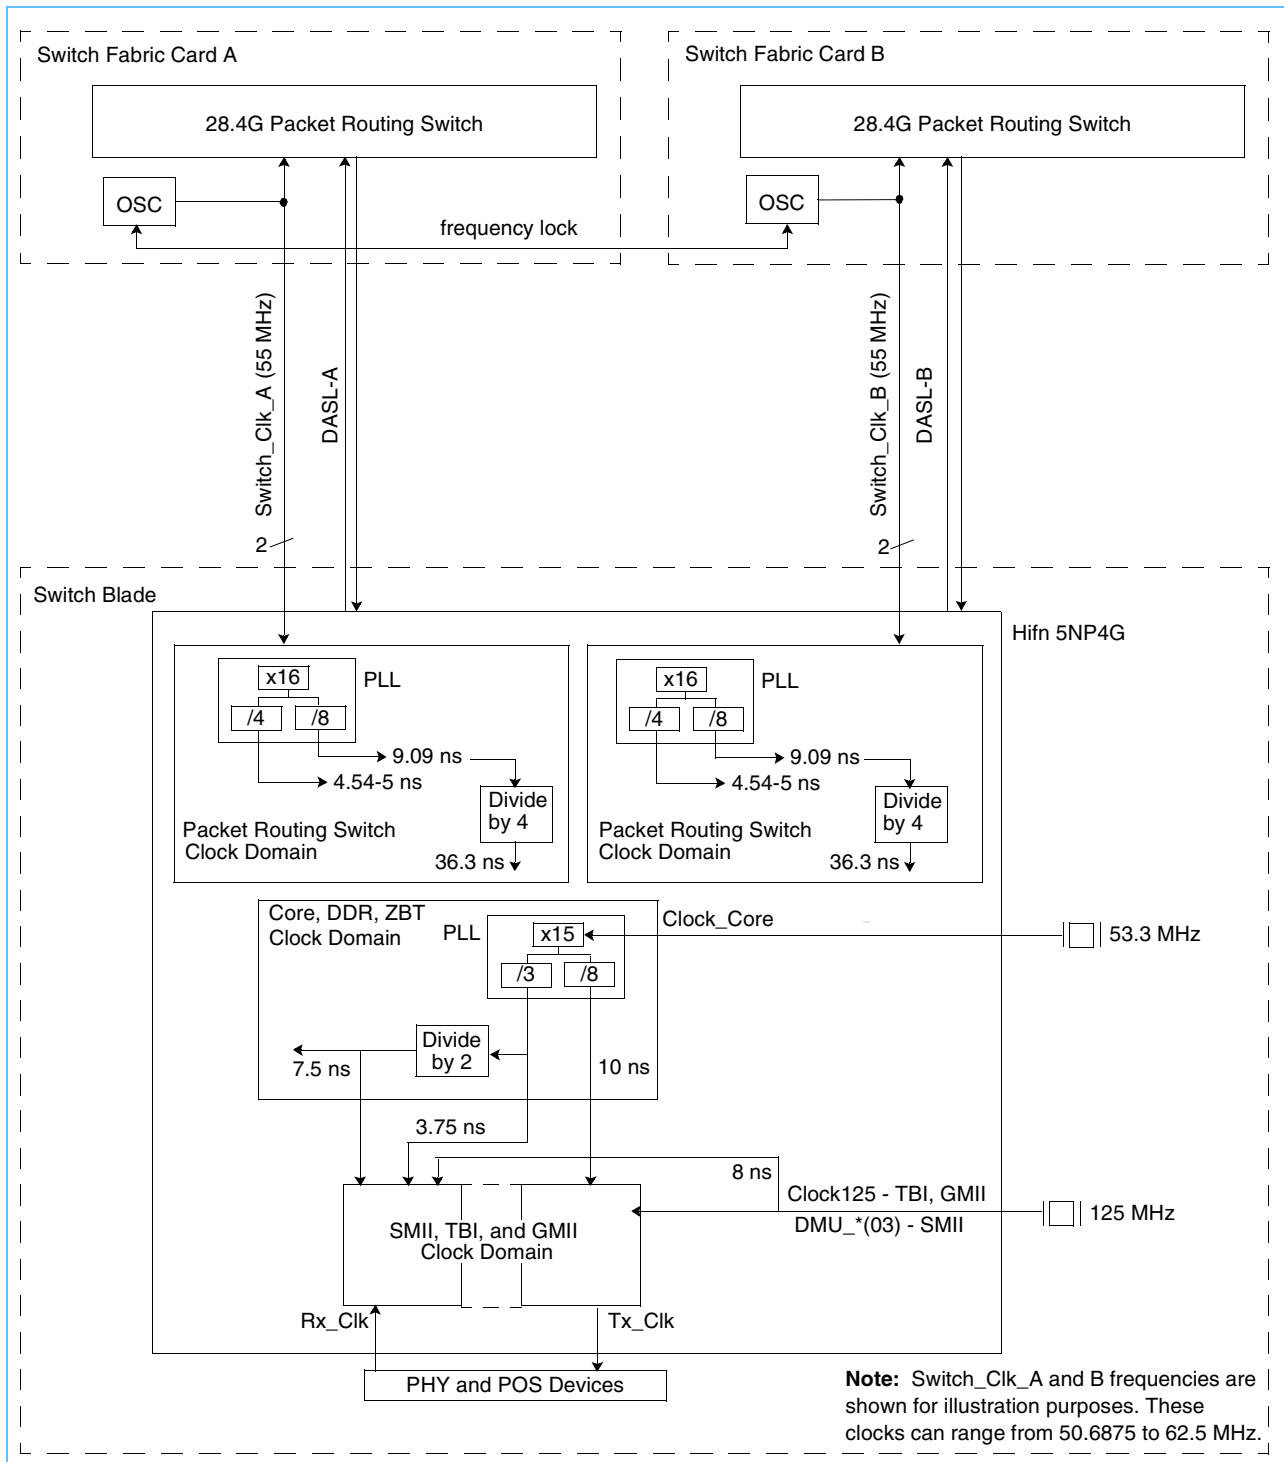 Switch Fabric Card A
Switch Fabric Card B
28.4G Packet Routing Switch
28.4G Packet Routing Switch
OSC
OSC
frequency lock
Switch_Clk_A (55 MHz)
DASL-A
Switch_Clk_B (55 MHz)
DASL-B
2
2
Switch Blade
Hifn 5NP4G
x16
PLL
/4
/8
9.09 ns
4.54-5 ns
Divide
by 4
Packet Routing Switch
Clock Domain
36.3 ns
x16
PLL
/4
/8
9.09 ns
4.54-5 ns
Divide
by 4
Packet Routing Switch
Clock Domain
36.3 ns
Core, DDR, ZBT
Clock Domain
PLL
x15
/3
/8
Clock_Core
53.3 MHz
Divide
by 2
7.5 ns
10 ns
3.75 ns
8 ns
Clock125 - TBI, GMII
DMU_*(03) - SMII
125 MHz
SMII, TBI, and GMII
Clock Domain
Rx_Clk
Tx_Clk
PHY and POS Devices
Note: Switch_Clk_A and B frequencies are
shown for illustration purposes. These
clocks can range from 50.6875 to 62.5 MHz.